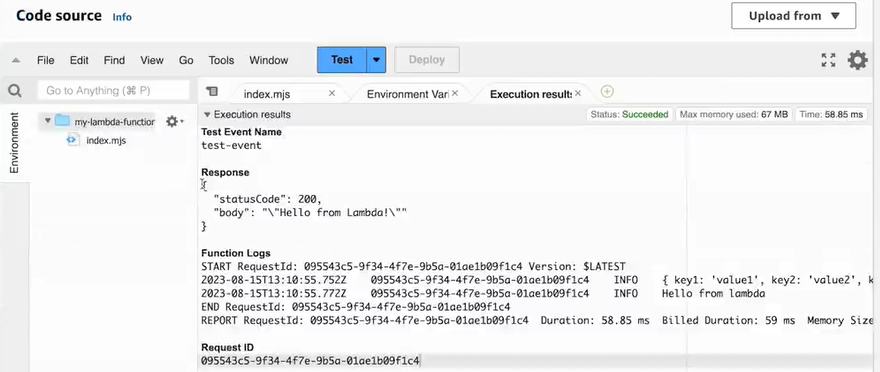 Code source Info
Upload from
File Edit Find View Go Tools Window Test Deploy
Go to Anything (⌘ P)
index.mjs Environment Vari Execution results
Environment
my-lambda-function
index.mjs
Execution results Status: Succeeded Max memory used: 67 MB Time: 58.85 ms
Test Event Name
test-event
Response
{
"statusCode": 200,
"body": "\"Hello from Lambda!\""
}
Function Logs
START RequestId: 095543c5-9f34-4f7e-9b5a-01ae1b09f1c4 Version: $LATEST
2023-08-15T13:10:55.752Z 095543c5-9f34-4f7e-9b5a-01ae1b09f1c4 INFO { key1: 'value1', key2: 'value2', k
2023-08-15T13:10:55.772Z 095543c5-9f34-4f7e-9b5a-01ae1b09f1c4 INFO Hello from lambda
END RequestId: 095543c5-9f34-4f7e-9b5a-01ae1b09f1c4
REPORT RequestId: 095543c5-9f34-4f7e-9b5a-01ae1b09f1c4 Duration: 58.85 ms Billed Duration: 59 ms Memory Size
Request ID
095543c5-9f34-4f7e-9b5a-01ae1b09f1c4